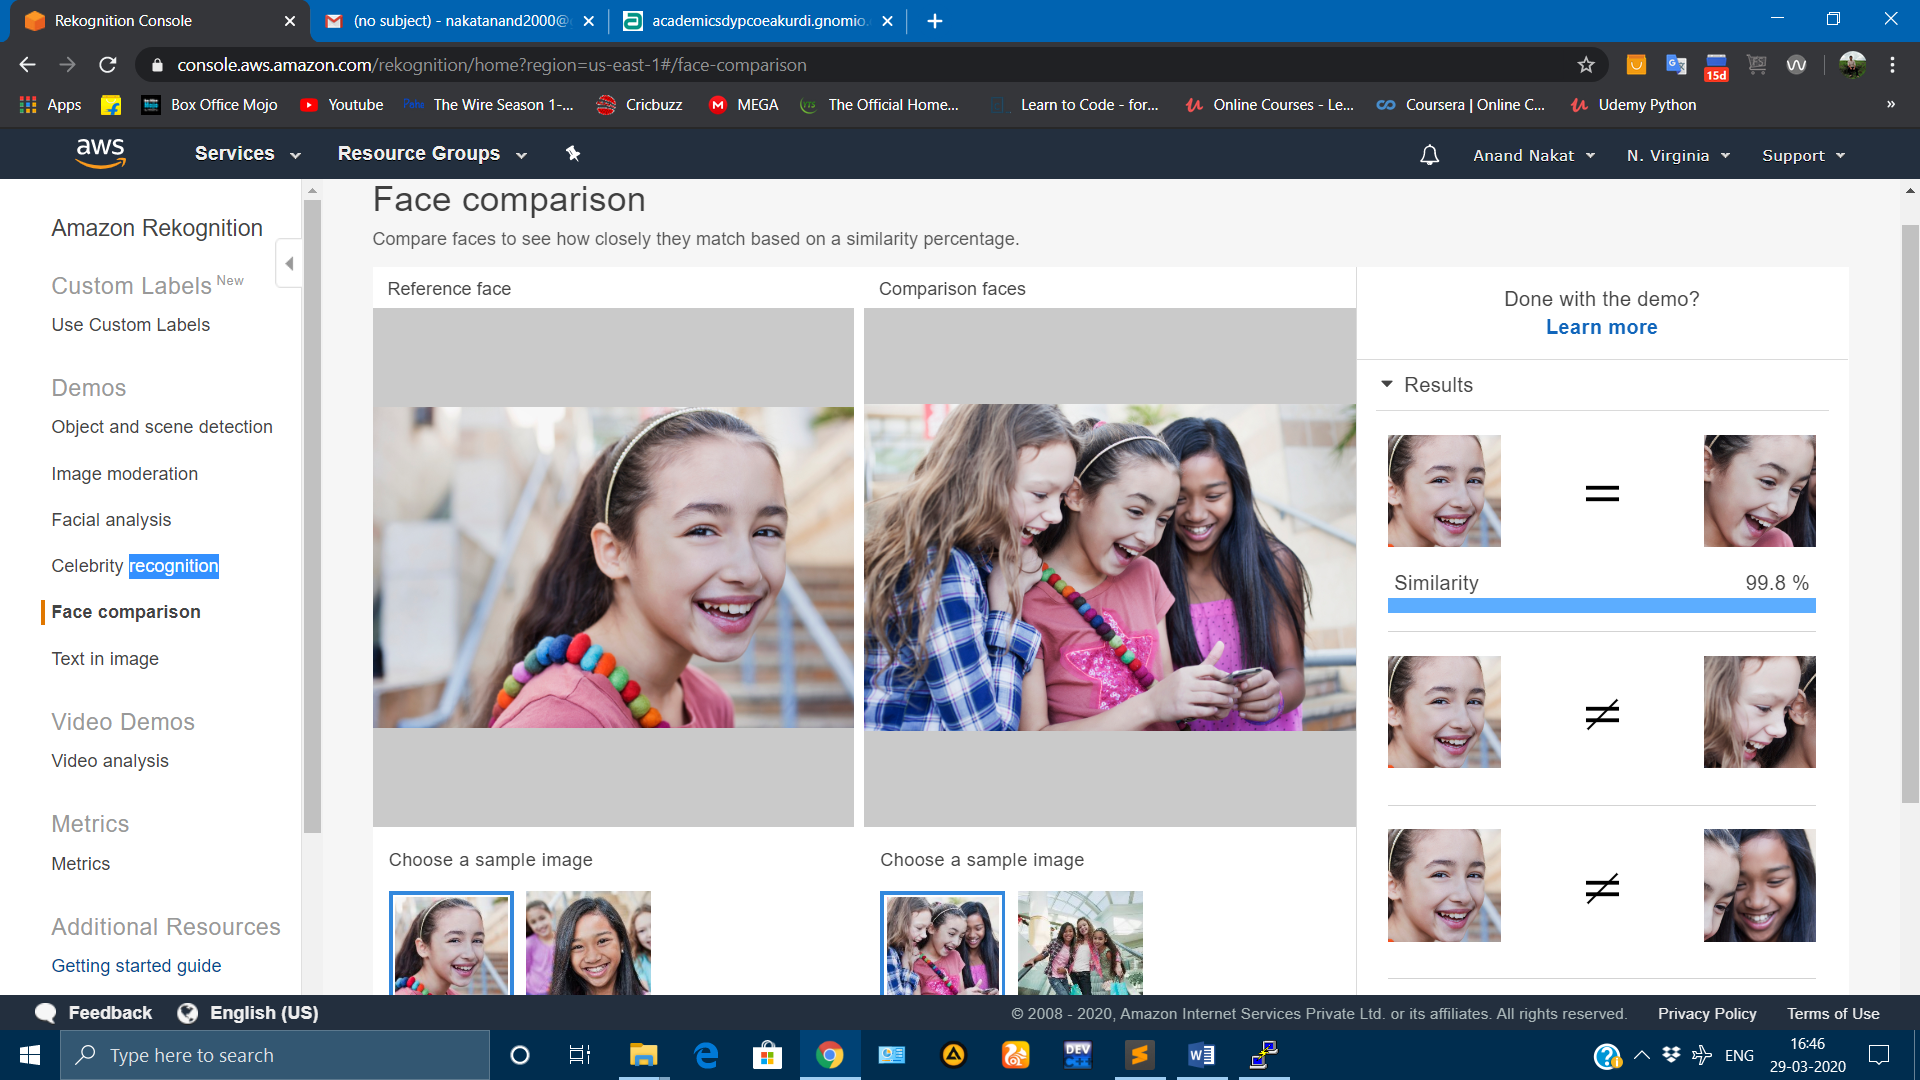 Rekognition Console
(no subject) - nakatanand2000@
academicsdypcoeakurdi.gnomio.
console.aws.amazon.com/rekognition/home?region=us-east-1#/face-comparison
15d
Apps
Box Office Mojo
Youtube
The Wire Season 1-...
Cricbuzz
MEGA
The Official Home...
Learn to Code - for...
Online Courses - Le...
Coursera | Online C...
Udemy Python
»
aws
Services
Resource Groups
Anand Nakat
N. Virginia
Support
Amazon Rekognition
Custom Labels New
Use Custom Labels
Demos
Object and scene detection
Image moderation
Facial analysis
Celebrity recognition
Face comparison
Text in image
Video Demos
Video analysis
Metrics
Metrics
Additional Resources
Getting started guide
Face comparison
Compare faces to see how closely they match based on a similarity percentage.
Reference face
Comparison faces
Choose a sample image
Choose a sample image
Done with the demo?
Learn more
Results
=
Similarity 99.8 %
≠
≠
Feedback
English (US)
© 2008 - 2020, Amazon Internet Services Private Ltd. or its affiliates. All rights reserved.
Privacy Policy
Terms of Use
Type here to search
DEV
C++
ENG
16:46
29-03-2020